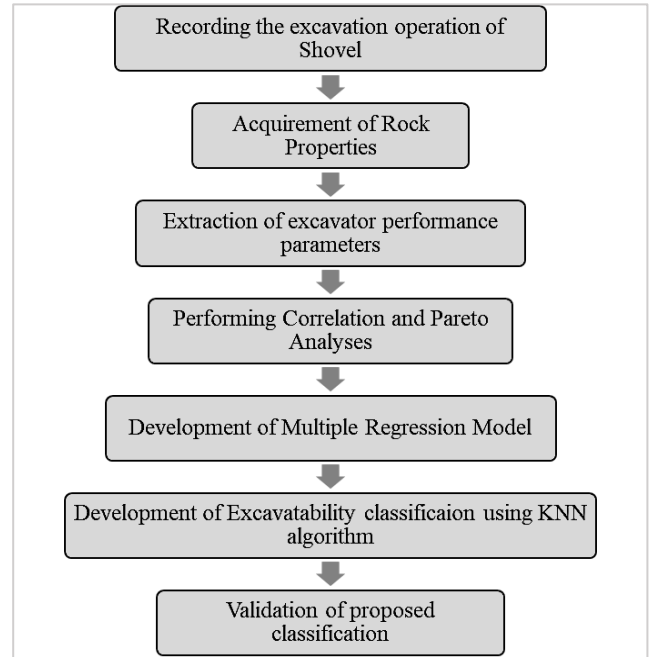 Recording the excavation operation of
Shovel
Acquirement of Rock
Properties
Extraction of excavator performance
parameters
Performing Correlation and Pareto
Analyses
Development of Multiple Regression Model
Development of Excavatability classificaion using KNN
algorithm
Validation of proposed
classification